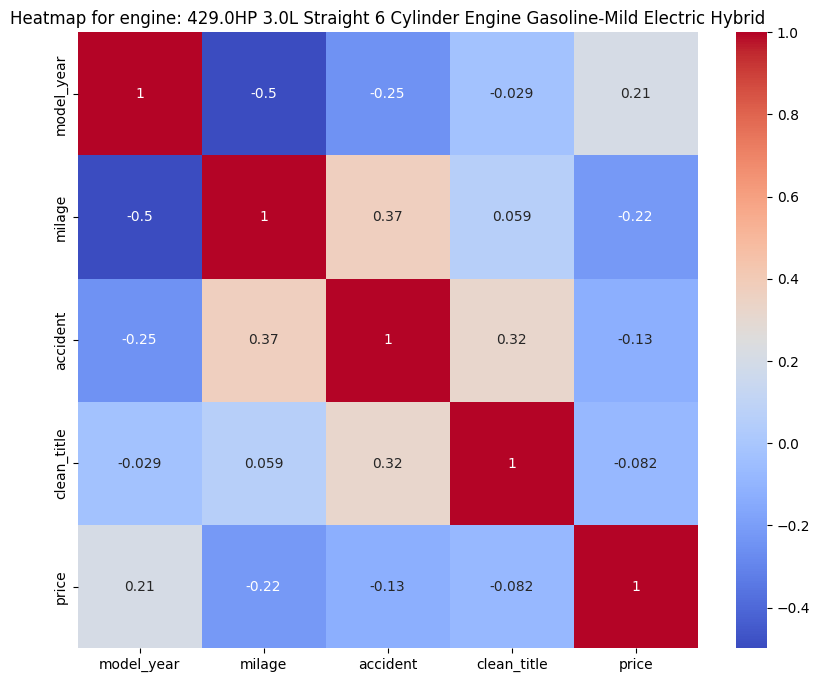 Heatmap for engine: 429.0HP 3.0L Straight 6 Cylinder Engine Gasoline-Mild Electric Hybrid
model_year 1 -0.5 -0.25 -0.029 0.21
milage -0.5 1 0.37 0.059 -0.22
accident -0.25 0.37 1 0.32 -0.13
clean_title -0.029 0.059 0.32 1 -0.082
price 0.21 -0.22 -0.13 -0.082 1
model_year milage accident clean_title price
1.0
0.8
0.6
0.4
0.2
0.0
−0.2
−0.4